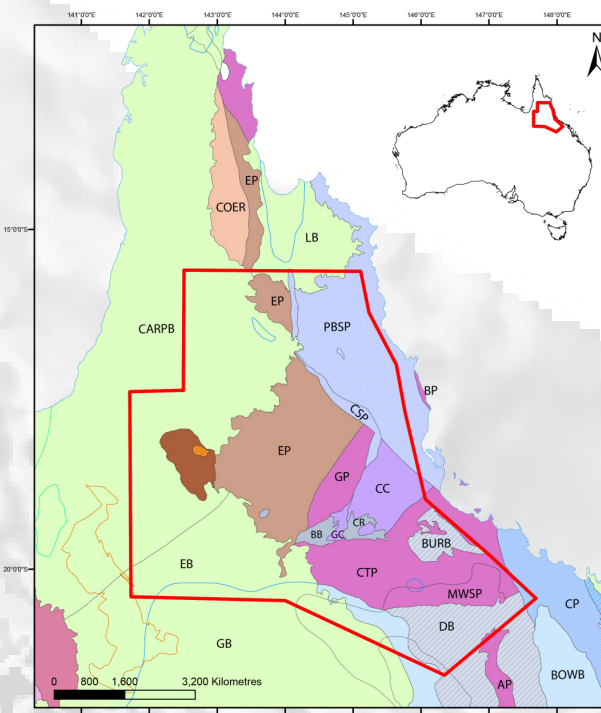 141°0'0"E 142°0'0"E 143°0'0"E 144°0'0"E 145°0'0"E 146°0'0"E 147°0'0"E 148°0'0"E
N
EP
COER
15°0'0"S
LB
EP
CARPB
PBSP
BP
CSP
EP
GP
CC
CR
BB
GC
BURB
20°0'0"S
EB
CTP
MWSP
CP
DB
GB
BOWB
AP
0 800 1,600 3,200 Kilometres